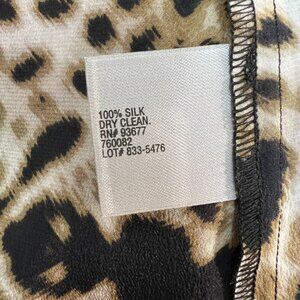 100% SILK
DRY CLEAN.
RN# 93677
760082
LOT# 833-5476